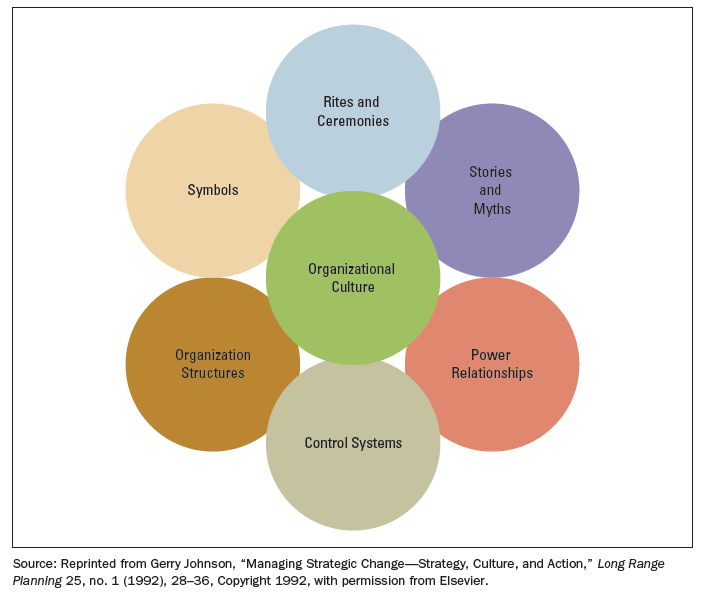 Rites and
Ceremonies
Symbols
Stories
and
Myths
Organizational
Culture
Organization
Structures
Power
Relationships
Control Systems
Source: Reprinted from Gerry Johnson, “Managing Strategic Change—Strategy, Culture, and Action,” Long Range
Planning 25, no. 1 (1992), 28–36, Copyright 1992, with permission from Elsevier.